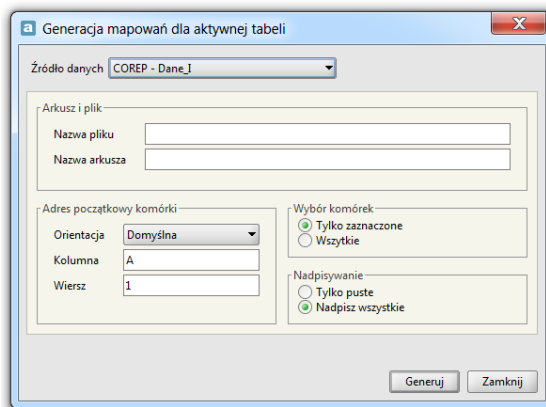 a Generacja mapowań dla aktywnej tabeli
Źródło danych COREP - Dane_I
Arkusz i plik
Nazwa pliku
Nazwa arkusza
Adres początkowy komórki
Orientacja Domyślna
Kolumna A
Wiersz 1
Wybór komórek
Tylko zaznaczone
Wszytkie
Nadpisywanie
Tylko puste
Nadpisz wszystkie
Generuj Zamknij